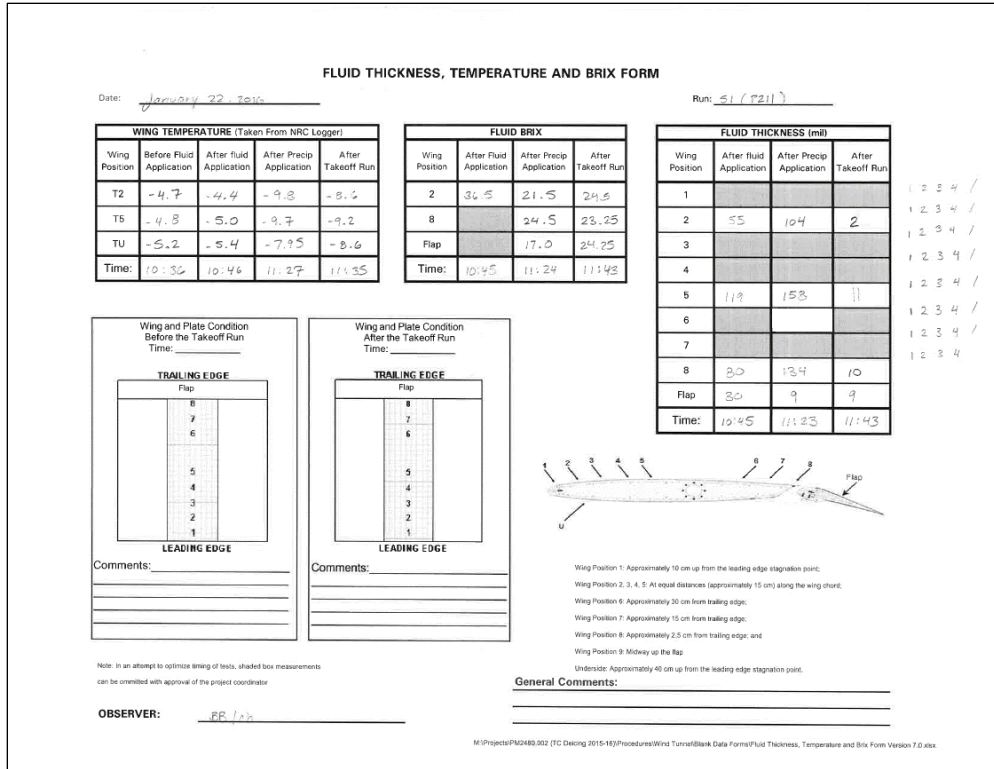 FLUID THICKNESS, TEMPERATURE AND BRIX FORM
Date: January 22, 2016 Run: 51 (P211)
WING TEMPERATURE (Taken From NRC Logger)
Wing Position Before Fluid Application After fluid Application After Precip Application After Takeoff Run
T2 -4.7 -4.4 -9.8 -8.6
T5 -4.8 -5.0 -9.7 -9.2
TU -5.2 -5.4 -7.95 -8.6
Time: 10:36 10:46 11:27 11:35
FLUID BRIX
Wing Position After Fluid Application After Precip Application After Takeoff Run
2 36.5 21.5 24.5
8 24.5 23.25
Flap 17.0 24.25
Time: 10:45 11:24 11:43
FLUID THICKNESS (mil)
Wing Position After fluid Application After Precip Application After Takeoff Run
1
2 55 104 2
3
4
5 119 153 11
6
7
8 80 134 10
Flap 30 9 9
Time: 10:45 11:23 11:43
1 2 3 4 /
1 2 3 4 /
1 2 3 4 /
1 2 3 4 /
1 2 3 4 /
1 2 3 4 /
1 2 3 4 /
1 2 3 4
Wing and Plate Condition
Before the Takeoff Run
Time:
TRAILING EDGE
Flap
8
7
6
5
4
3
2
1
LEADING EDGE
Comments:
Wing and Plate Condition
After the Takeoff Run
Time:
TRAILING EDGE
Flap
8
7
6
5
4
3
2
1
LEADING EDGE
Comments:
1 2 3 4 5 6 7 8 Flap
U
Wing Position 1: Approximately 10 cm up from the leading edge stagnation point;
Wing Position 2, 3, 4, 5: At equal distances (approximately 15 cm) along the wing chord;
Wing Position 6: Approximately 30 cm from trailing edge;
Wing Position 7: Approximately 15 cm from trailing edge;
Wing Position 8: Approximately 2.5 cm from trailing edge; and
Wing Position 9: Midway up the flap
Underside: Approximately 40 cm up from the leading edge stagnation point.
Note: In an attempt to optimize timing of tests, shaded box measurements
can be ommitted with approval of the project coordinator
General Comments:
OBSERVER: BB /
M:\Projects\PM2480.002 (TC Deicing 2015-16)\Procedures\Wind Tunnel\Blank Data Forms\Fluid Thickness, Temperature and Brix Form Version 7.0.xlsx